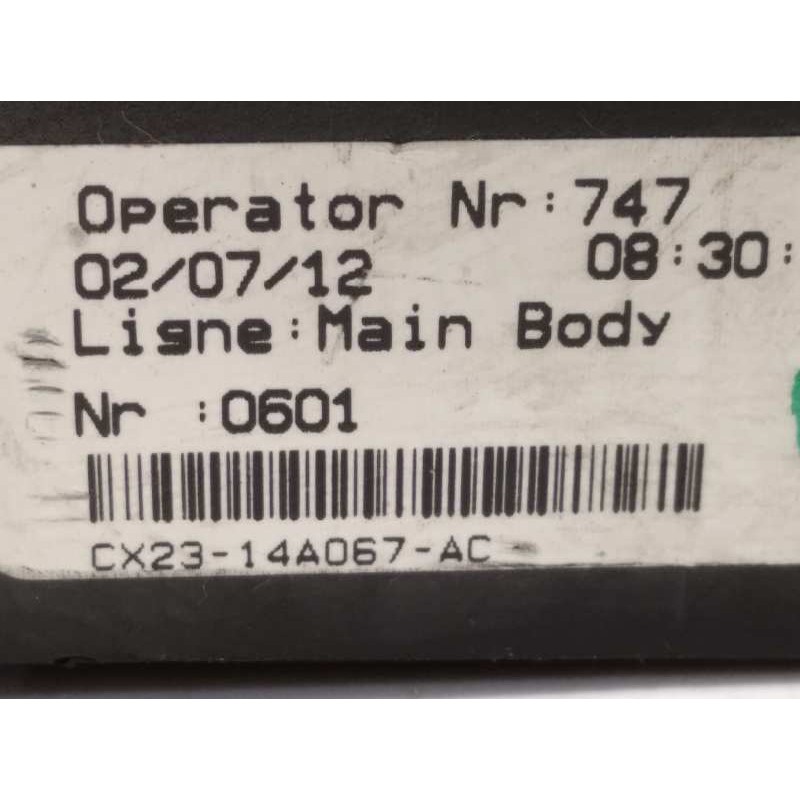 Operator Nr:747
02/07/12 08:30:
Ligne:Main Body
Nr :0601
CX23-14A067-AC